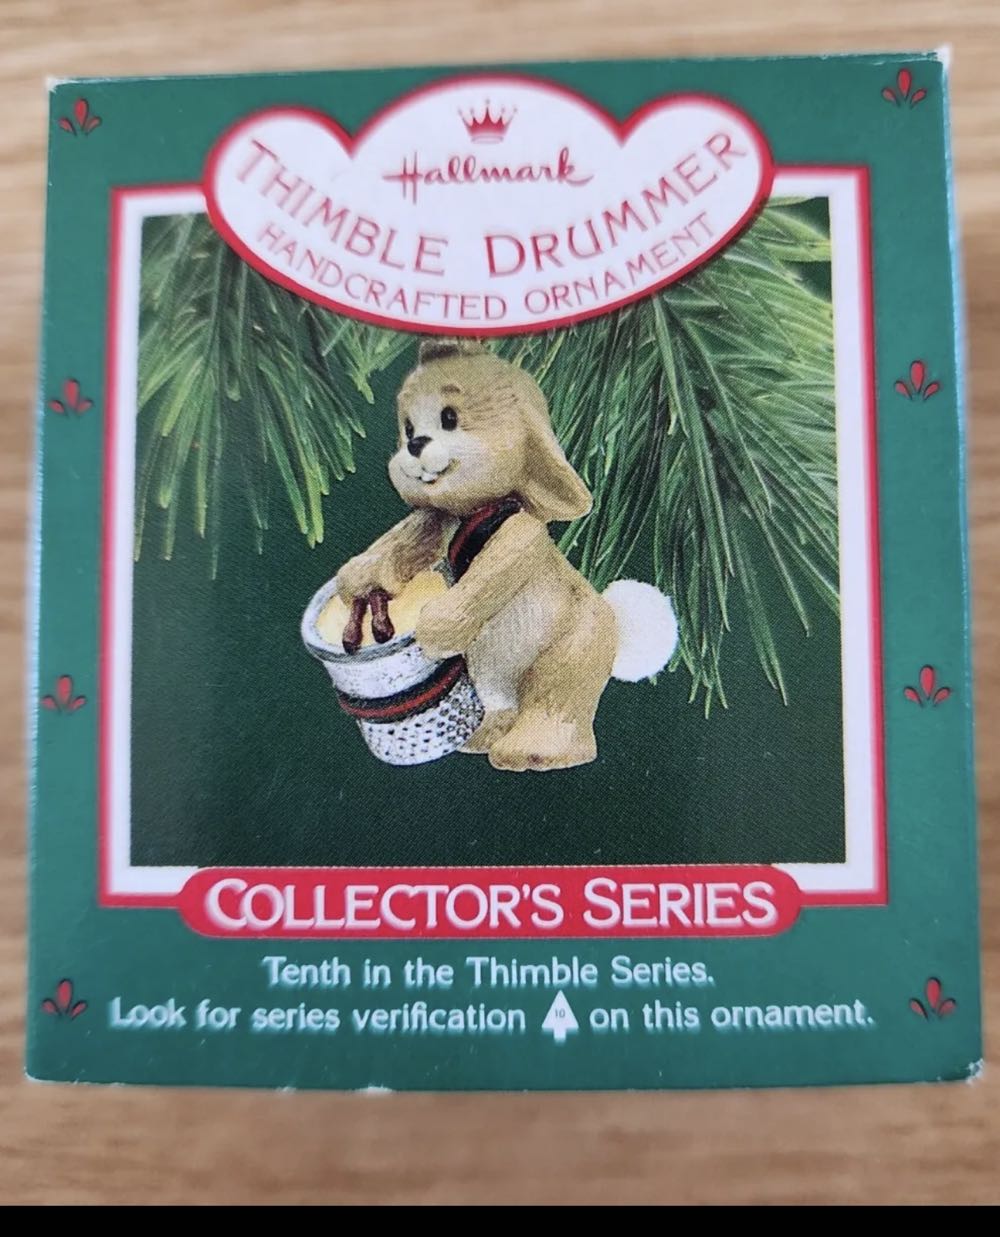 Hallmark
THIMBLE DRUMMER
HANDCRAFTED ORNAMENT
COLLECTOR'S SERIES
Tenth in the Thimble Series.
Look for series verification 10 on this ornament.